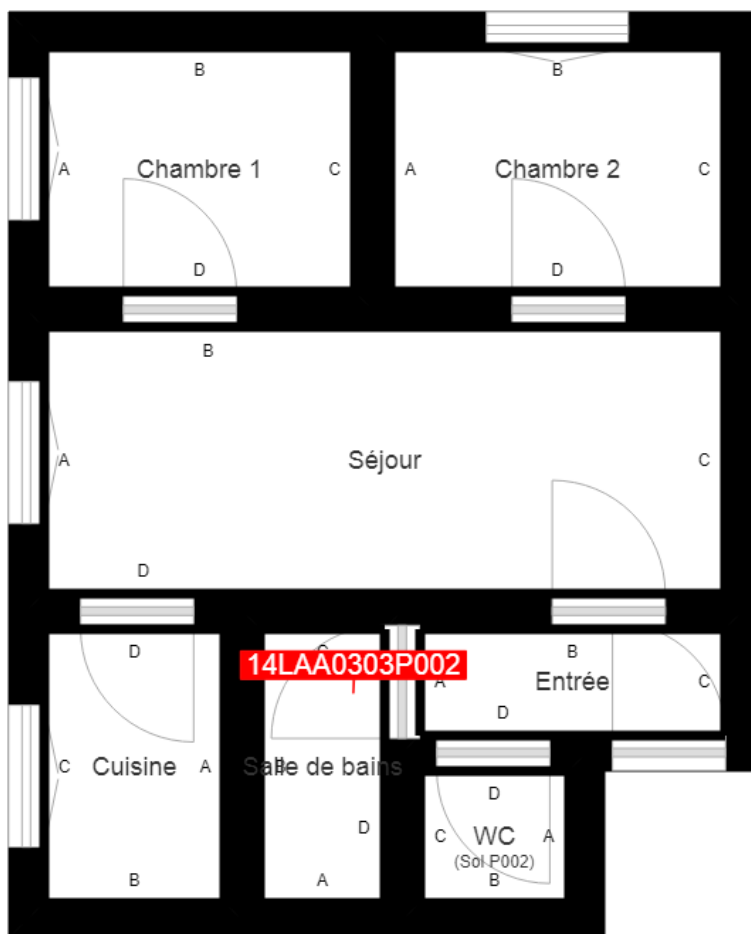 B
B
A
Chambre 1
C
A
Chambre 2
C
D
D
B
A
Séjour
C
D
D
C
B
14LAA0303P002
A
Entrée
C
D
C
Cuisine
A
B
Salle de bains
D
D
C
WC
A
(Sol P002)
B
A
B